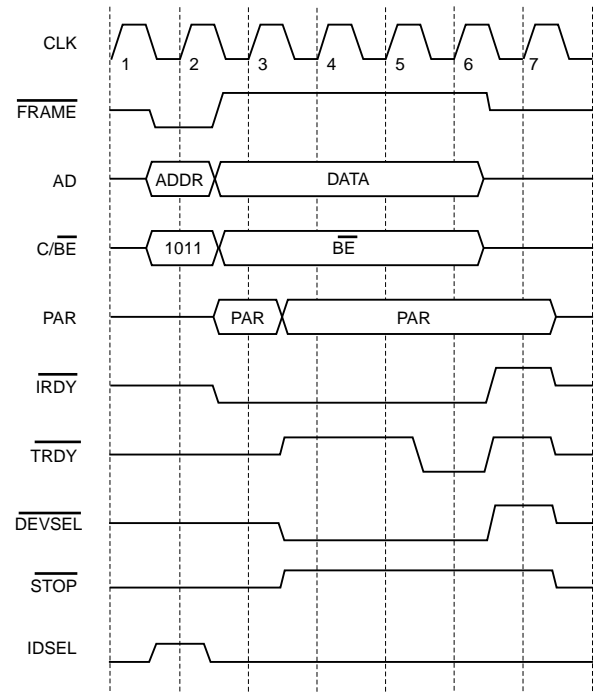 CLK
1 2 3 4 5 6 7
FRAME
AD ADDR DATA
C/BE 1011 BE
PAR PAR PAR
IRDY
TRDY
DEVSEL
STOP
IDSEL